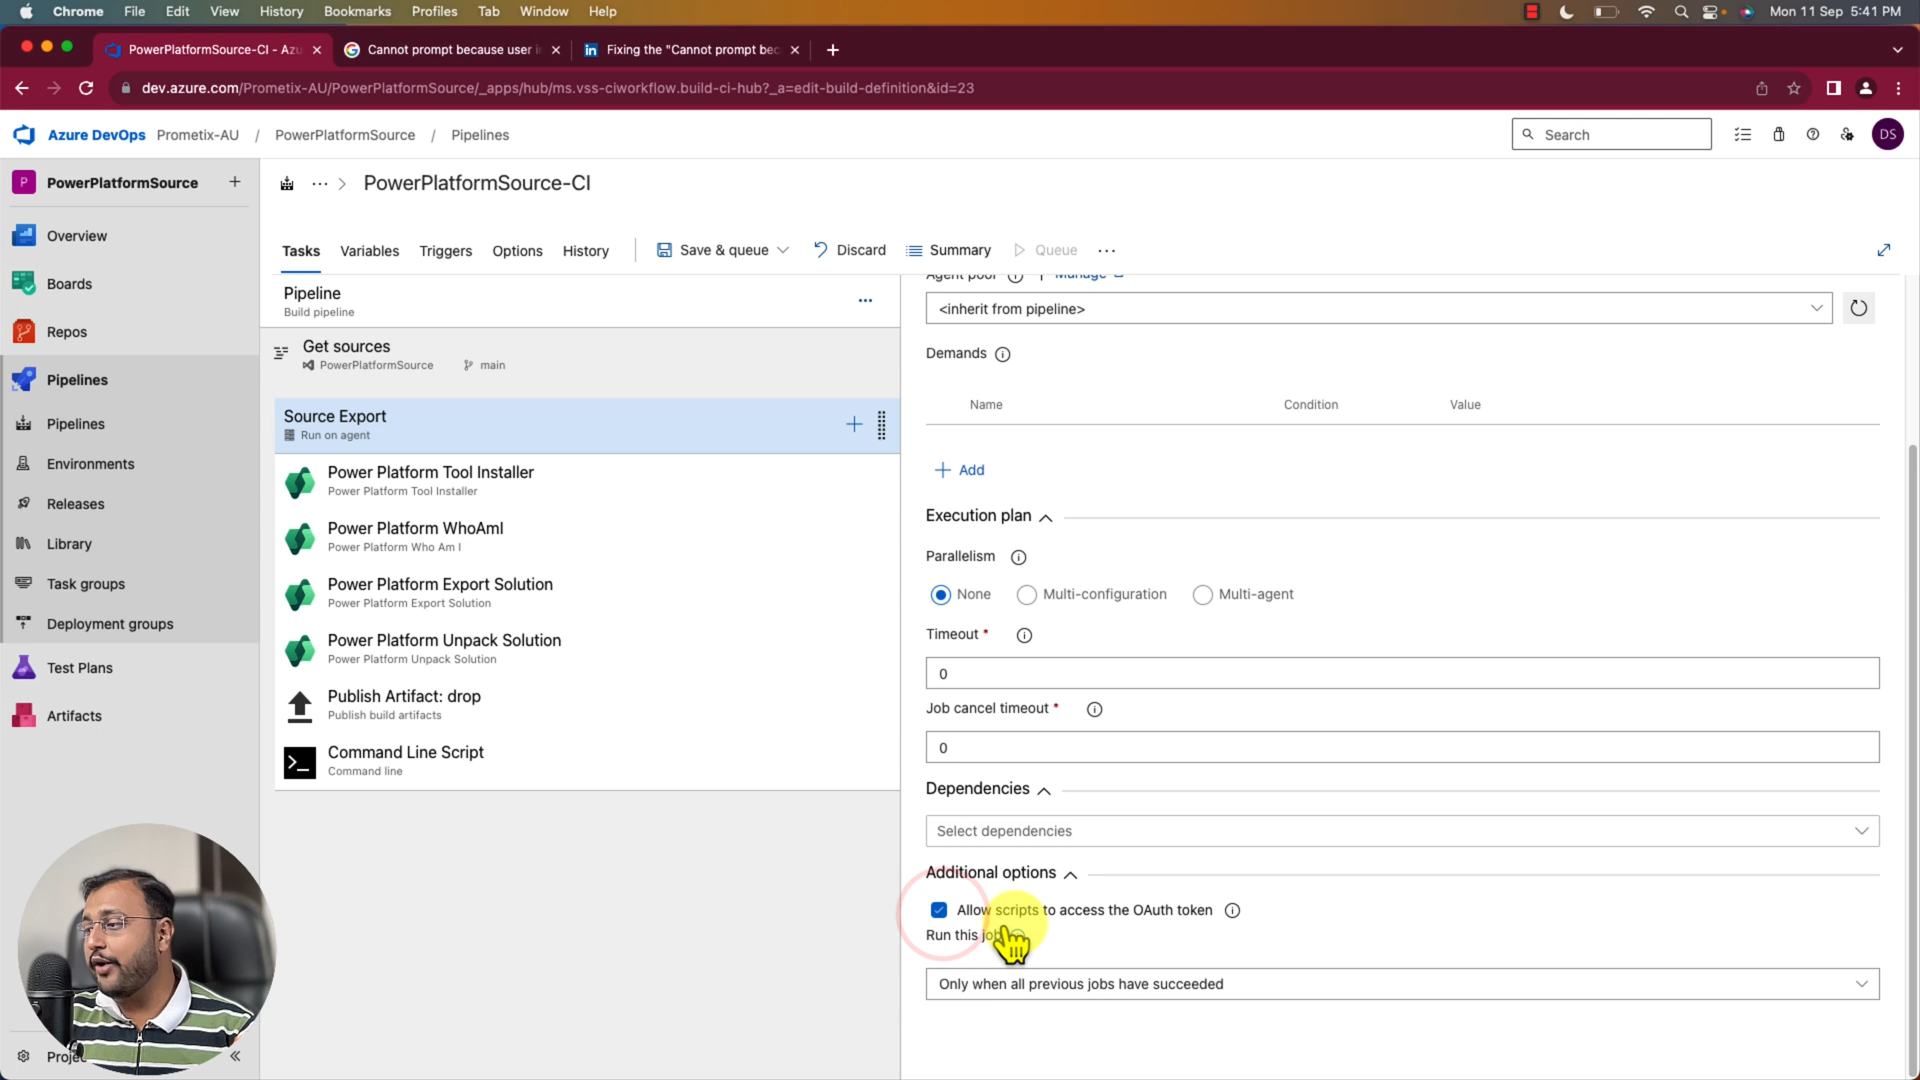 Chrome File Edit View History Bookmarks Profiles Tab Window Help Mon 11 Sep 5:41 PM
PowerPlatformSource-CI - Azu Cannot prompt because user in Fixing the "Cannot prompt bec
dev.azure.com/Prometix-AU/PowerPlatformSource/_apps/hub/ms.vss-ciworkflow.build-ci-hub?_a=edit-build-definition&id=23
Azure DevOps Prometix-AU / PowerPlatformSource / Pipelines Search DS
P PowerPlatformSource
Overview
Boards
Repos
Pipelines
Pipelines
Environments
Releases
Library
Task groups
Deployment groups
Test Plans
Artifacts
... > PowerPlatformSource-CI
Tasks Variables Triggers Options History Save & queue Discard Summary Queue ...
Pipeline
Build pipeline
Get sources
PowerPlatformSource main
Source Export
Run on agent
Power Platform Tool Installer
Power Platform Tool Installer
Power Platform WhoAmI
Power Platform Who Am I
Power Platform Export Solution
Power Platform Export Solution
Power Platform Unpack Solution
Power Platform Unpack Solution
Publish Artifact: drop
Publish build artifacts
Command Line Script
Command line
Agent pool Manage
<inherit from pipeline>
Demands
Name Condition Value
+ Add
Execution plan
Parallelism
None Multi-configuration Multi-agent
Timeout *
0
Job cancel timeout *
0
Dependencies
Select dependencies
Additional options
Allow scripts to access the OAuth token
Run this job
Only when all previous jobs have succeeded